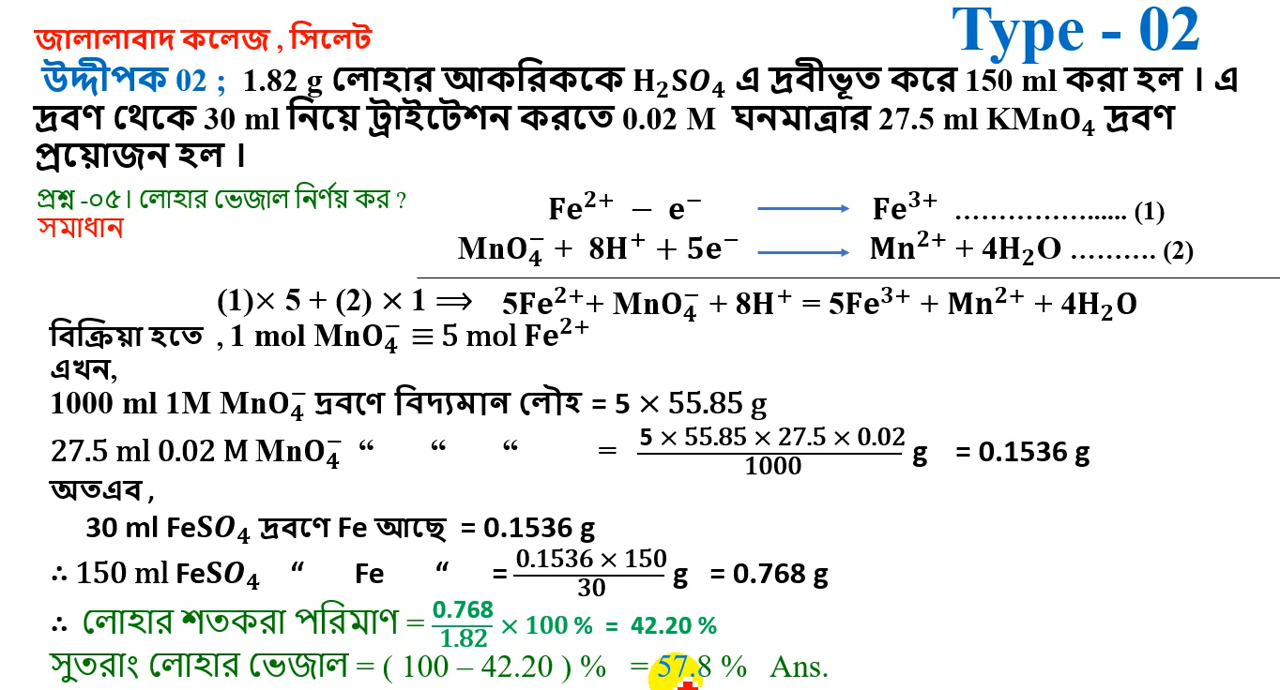 জালালাবাদ কলেজ , সিলেট
Type - 02
উদ্দীপক 02 ; 1.82 g লোহার আকরিককে H₂SO₄ এ দ্রবীভূত করে 150 ml করা হল । এ
দ্রবণ থেকে 30 ml নিয়ে ট্রাইটেশন করতে 0.02 M ঘনমাত্রার 27.5 ml KMnO₄ দ্রবণ
প্রয়োজন হল ।
প্রশ্ন -০৫। লোহার ভেজাল নির্ণয় কর ?
সমাধান
Fe²⁺ − e⁻ ⟶ Fe³⁺ ……………….…... (1)
MnO₄⁻ + 8H⁺ + 5e⁻ ⟶ Mn²⁺ + 4H₂O ………. (2)
(1)× 5 + (2) × 1 ⟹ 5Fe²⁺+ MnO₄⁻ + 8H⁺ = 5Fe³⁺ + Mn²⁺ + 4H₂O
বিক্রিয়া হতে , 1 mol MnO₄⁻ ≡ 5 mol Fe²⁺
এখন,
1000 ml 1M MnO₄⁻ দ্রবণে বিদ্যমান লৌহ = 5 × 55.85 g
27.5 ml 0.02 M MnO₄⁻ “ “ “ = (5 × 55.85 × 27.5 × 0.02)/1000 g = 0.1536 g
অতএব ,
30 ml FeSO₄ দ্রবণে Fe আছে = 0.1536 g
∴ 150 ml FeSO₄ “ Fe “ = (0.1536 × 150)/30 g = 0.768 g
∴ লোহার শতকরা পরিমাণ = 0.768/1.82 × 100 % = 42.20 %
সুতরাং লোহার ভেজাল = ( 100 – 42.20 ) % = 57.8 % Ans.